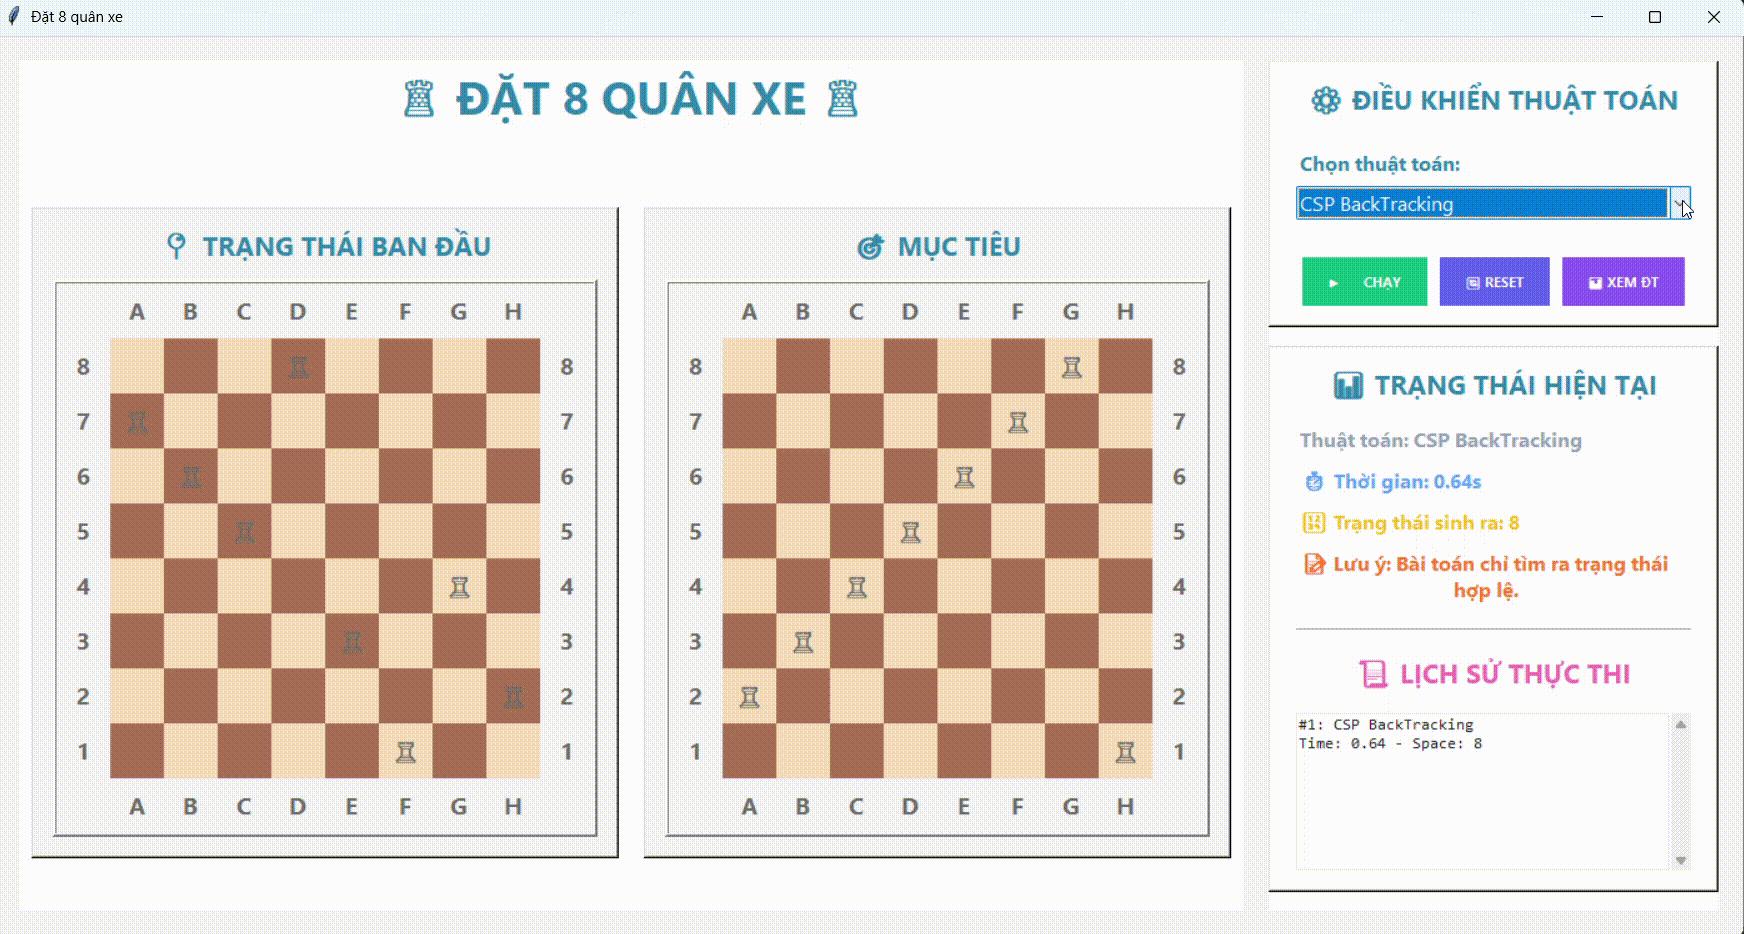 Đặt 8 quân xe
ĐẶT 8 QUÂN XE
TRẠNG THÁI BAN ĐẦU
A B C D E F G H
8 8
7 7
6 6
5 5
4 4
3 3
2 2
1 1
A B C D E F G H
MỤC TIÊU
A B C D E F G H
8 8
7 7
6 6
5 5
4 4
3 3
2 2
1 1
A B C D E F G H
ĐIỀU KHIỂN THUẬT TOÁN
Chọn thuật toán:
CSP BackTracking
CHẠY RESET XEM ĐT
TRẠNG THÁI HIỆN TẠI
Thuật toán: CSP BackTracking
Thời gian: 0.64s
Trạng thái sinh ra: 8
Lưu ý: Bài toán chỉ tìm ra trạng thái
hợp lệ.
LỊCH SỬ THỰC THI
#1: CSP BackTracking
Time: 0.64 - Space: 8